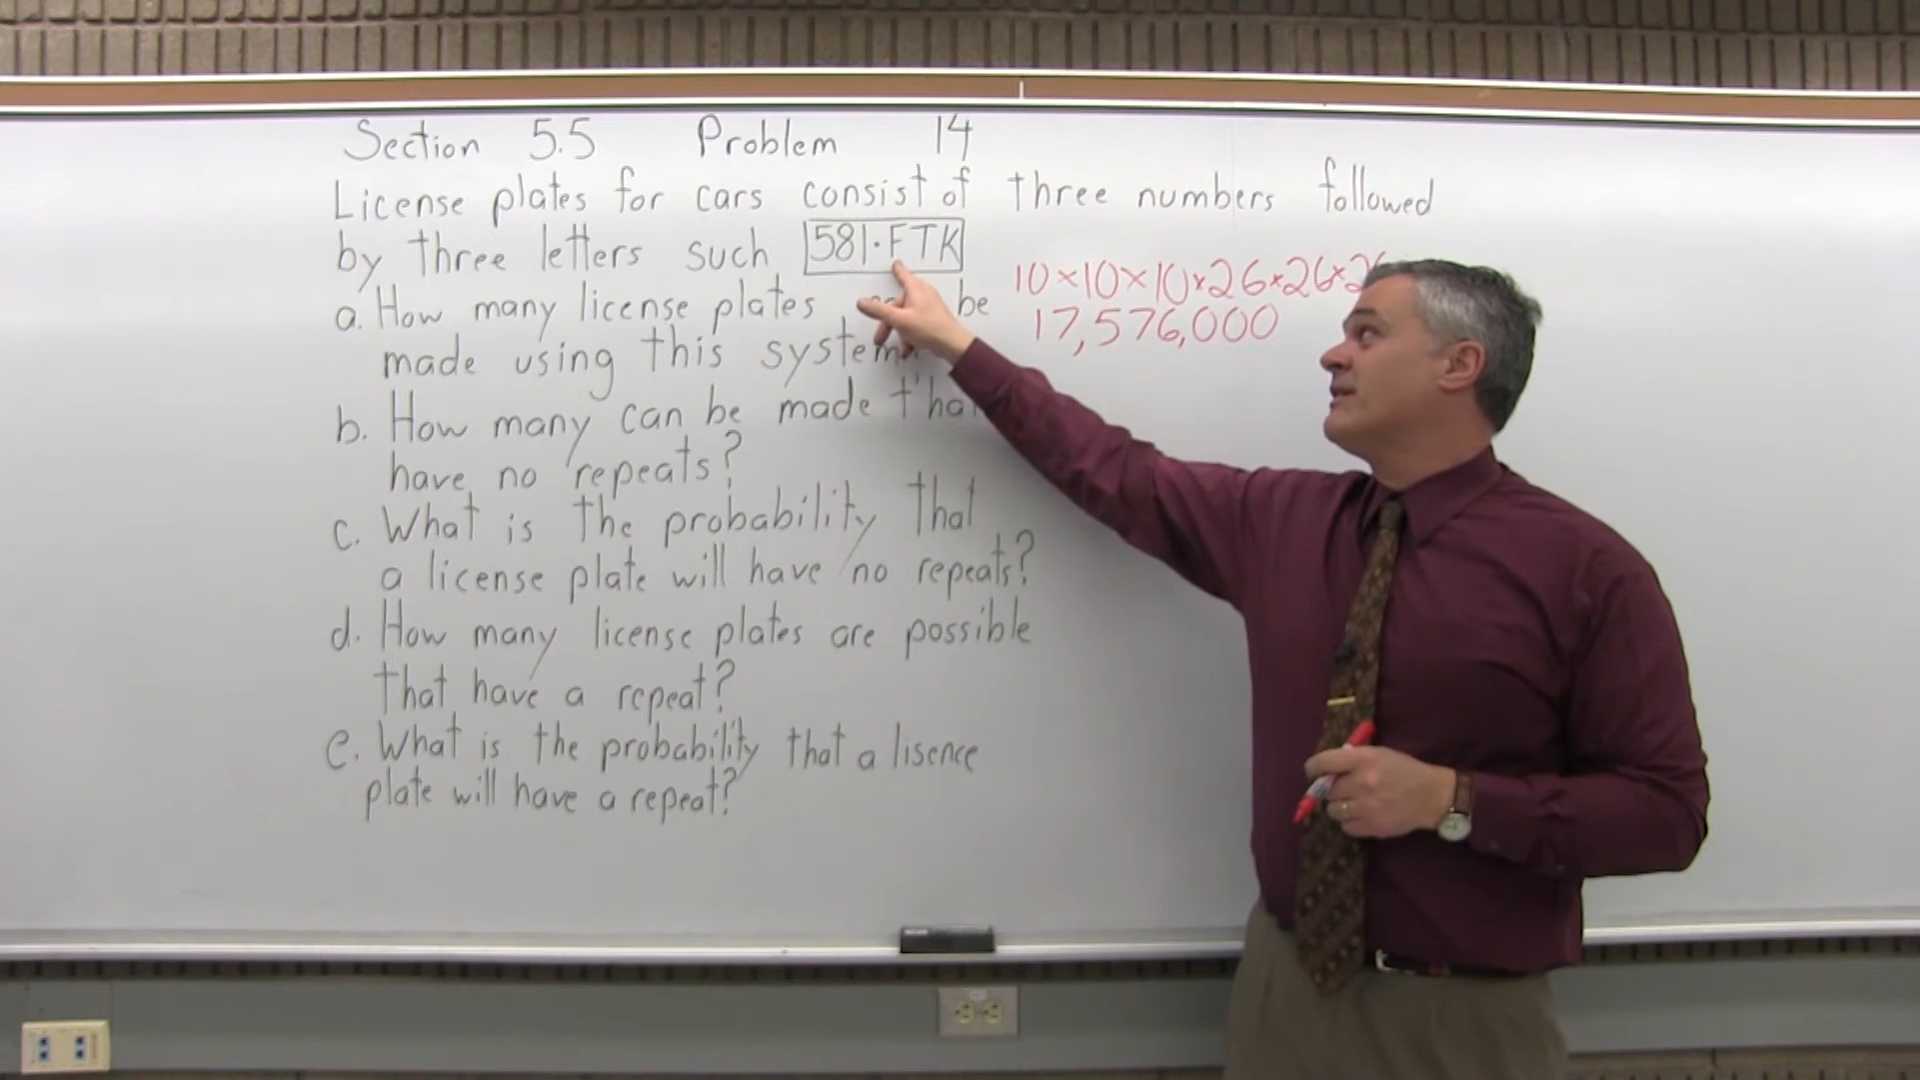 Section 5.5 Problem 14
License plates for cars consist of three numbers followed
by three letters such 581·FTK
a. How many license plates be
made using this system
b. How many can be made
have no repeats?
c. What is the probability that
a license plate will have no repeats?
d. How many license plates are possible
that have a repeat?
e. What is the probability that a lisence
plate will have a repeat?
10×10×10×26×26×26
17,576,000